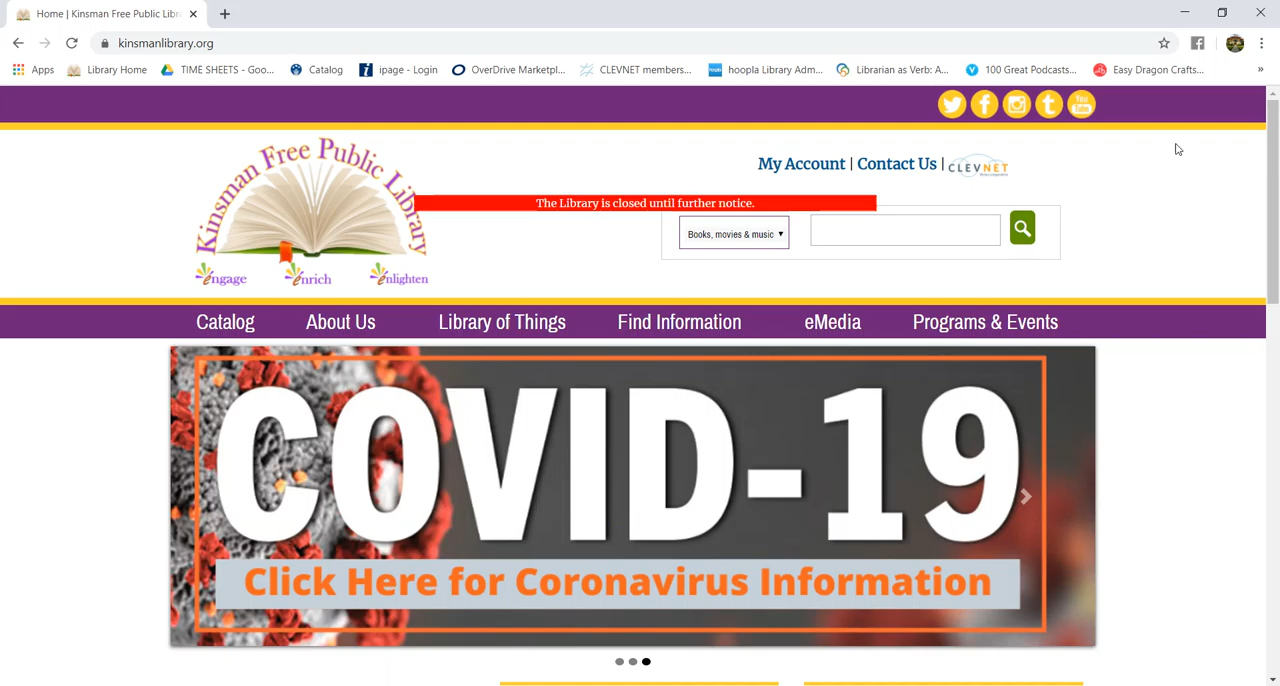 Home | Kinsman Free Public Libr
kinsmanlibrary.org
Apps
Library Home
TIME SHEETS - Goo...
Catalog
ipage - Login
OverDrive Marketpl...
CLEVNET members...
hoopla Library Adm...
Librarian as Verb: A...
100 Great Podcasts...
Easy Dragon Crafts...
»
You Tube
Kinsman Free Public Library
engage enrich enlighten
My Account | Contact Us | CLEVNET
The Library is closed until further notice.
Books, movies & music
Catalog
About Us
Library of Things
Find Information
eMedia
Programs & Events
COVID-19
Click Here for Coronavirus Information